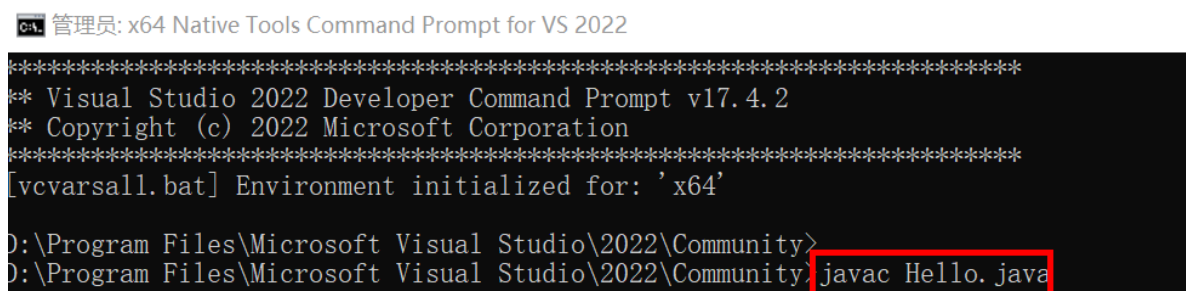 管理员: x64 Native Tools Command Prompt for VS 2022
**********************************************************************
** Visual Studio 2022 Developer Command Prompt v17.4.2
** Copyright (c) 2022 Microsoft Corporation
**********************************************************************
[vcvarsall.bat] Environment initialized for: 'x64'
D:\Program Files\Microsoft Visual Studio\2022\Community>
D:\Program Files\Microsoft Visual Studio\2022\Community>javac Hello.java